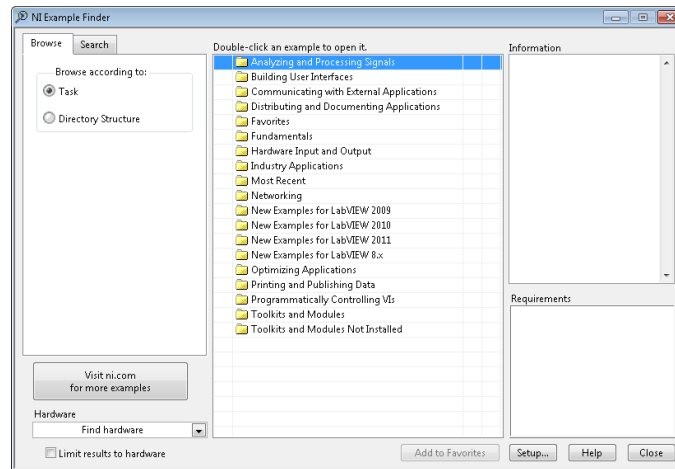 NI Example Finder
Browse
Search
Browse according to:
Task
Directory Structure
Visit ni.com
for more examples
Hardware
Find hardware
Limit results to hardware
Double-click an example to open it.
Analyzing and Processing Signals
Building User Interfaces
Communicating with External Applications
Distributing and Documenting Applications
Favorites
Fundamentals
Hardware Input and Output
Industry Applications
Most Recent
Networking
New Examples for LabVIEW 2009
New Examples for LabVIEW 2010
New Examples for LabVIEW 2011
New Examples for LabVIEW 8.x
Optimizing Applications
Printing and Publishing Data
Programmatically Controlling VIs
Toolkits and Modules
Toolkits and Modules Not Installed
Add to Favorites
Information
Requirements
Setup...
Help
Close